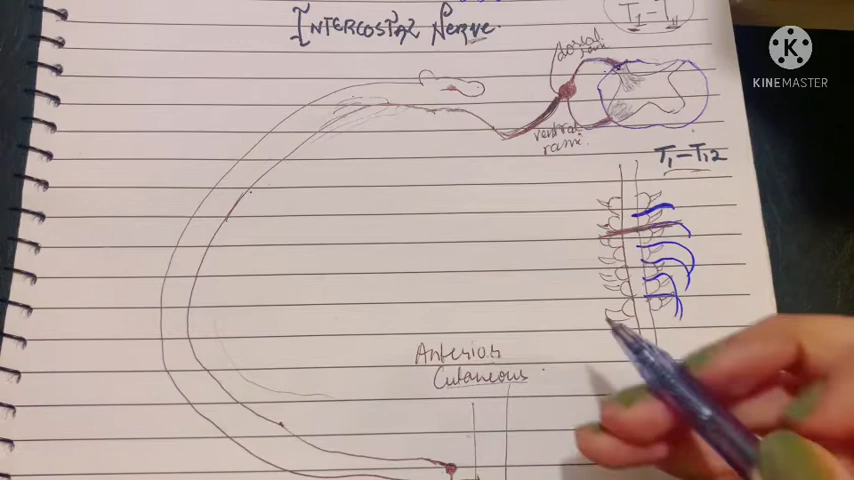 T1-T11
INTERCOSTAL Nerve.
dorsal
rami
KINEMASTER
ventral
rami.
T1-T12
Anterior
Cutaneous